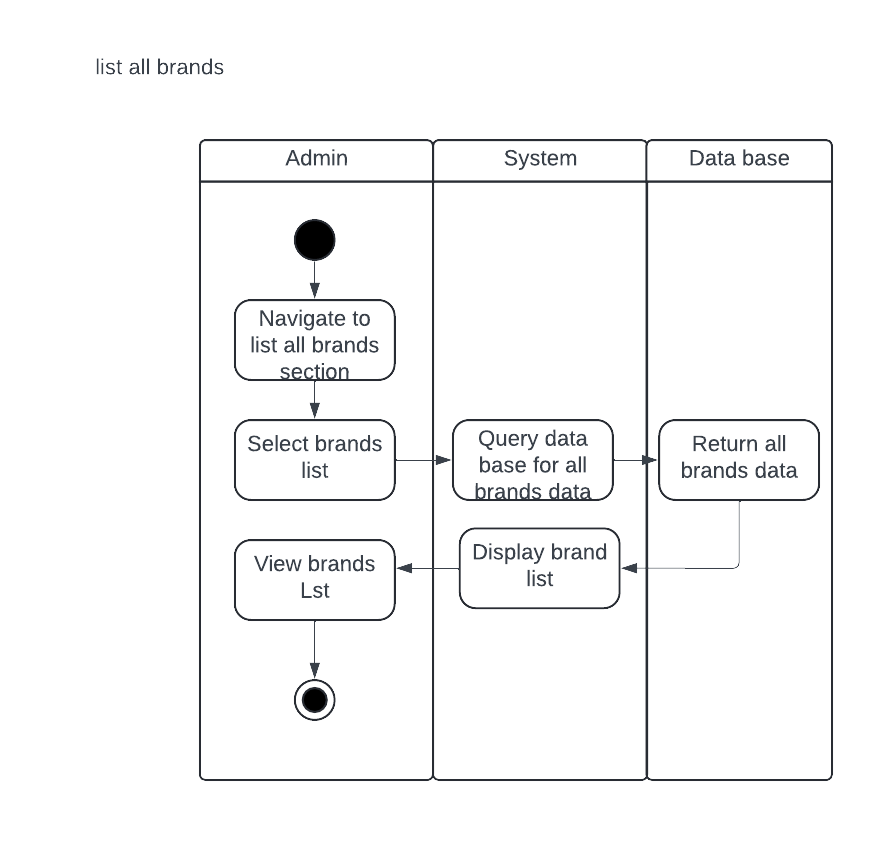 list all brands
Admin
System
Data base
Navigate to
list all brands
section
Select brands
list
Query data
base for all
brands data
Return all
brands data
View brands
Lst
Display brand
list